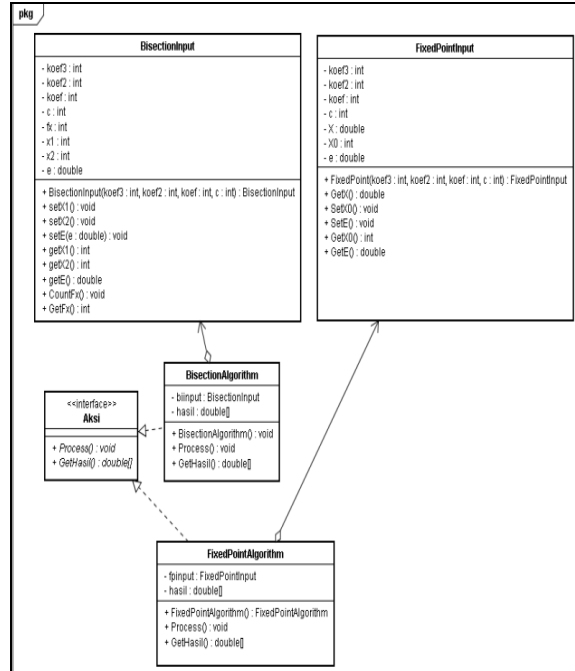 pkg
BisectionInput
- koef3 : int
- koef2 : int
- koef : int
- c : int
- fx : int
- x1 : int
- x2 : int
- e : double
+ BisectionInput(koef3 : int, koef2 : int, koef : int, c : int) : BisectionInput
+ setX1() : void
+ setX2() : void
+ setE(e : double) : void
+ getX1() : int
+ getX2() : int
+ getE() : double
+ CountFx() : void
+ GetFx() : int
FixedPointInput
- koef3 : int
- koef2 : int
- koef : int
- c : int
- X : double
- X0 : int
- e : double
+ FixedPoint(koef3 : int, koef2 : int, koef : int, c : int) : FixedPointInput
+ GetX() : double
+ SetX0() : void
+ SetE() : void
+ GetX0() : int
+ GetE() : double
BisectionAlgorithm
- biinput : BisectionInput
- hasil : double[]
+ BisectionAlgorithm() : void
+ Process() : void
+ GetHasil() : double[]
<<interface>>
Aksi
+ Process() : void
+ GetHasil() : double[]
FixedPointAlgorithm
- fpinput : FixedPointInput
- hasil : double[]
+ FixedPointAlgorithm() : FixedPointAlgorithm
+ Process() : void
+ GetHasil() : double[]